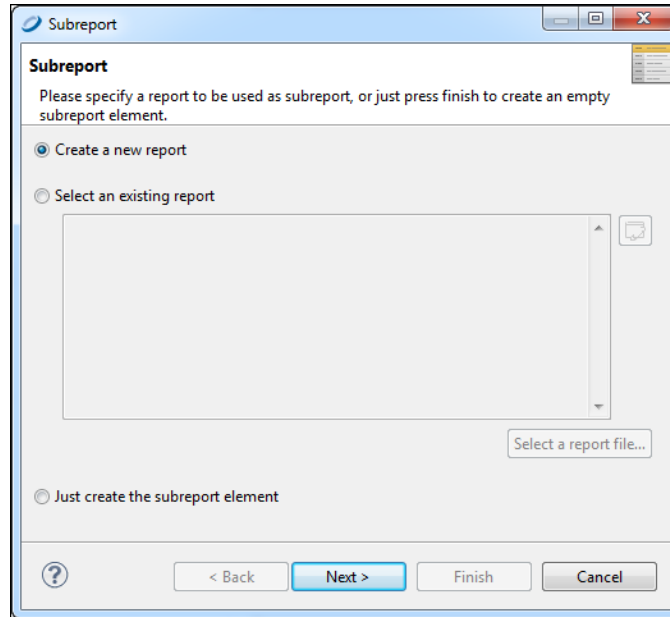 Subreport
Subreport
Please specify a report to be used as subreport, or just press finish to create an empty
subreport element.
Create a new report
Select an existing report
Select a report file...
Just create the subreport element
? < Back Next > Finish Cancel